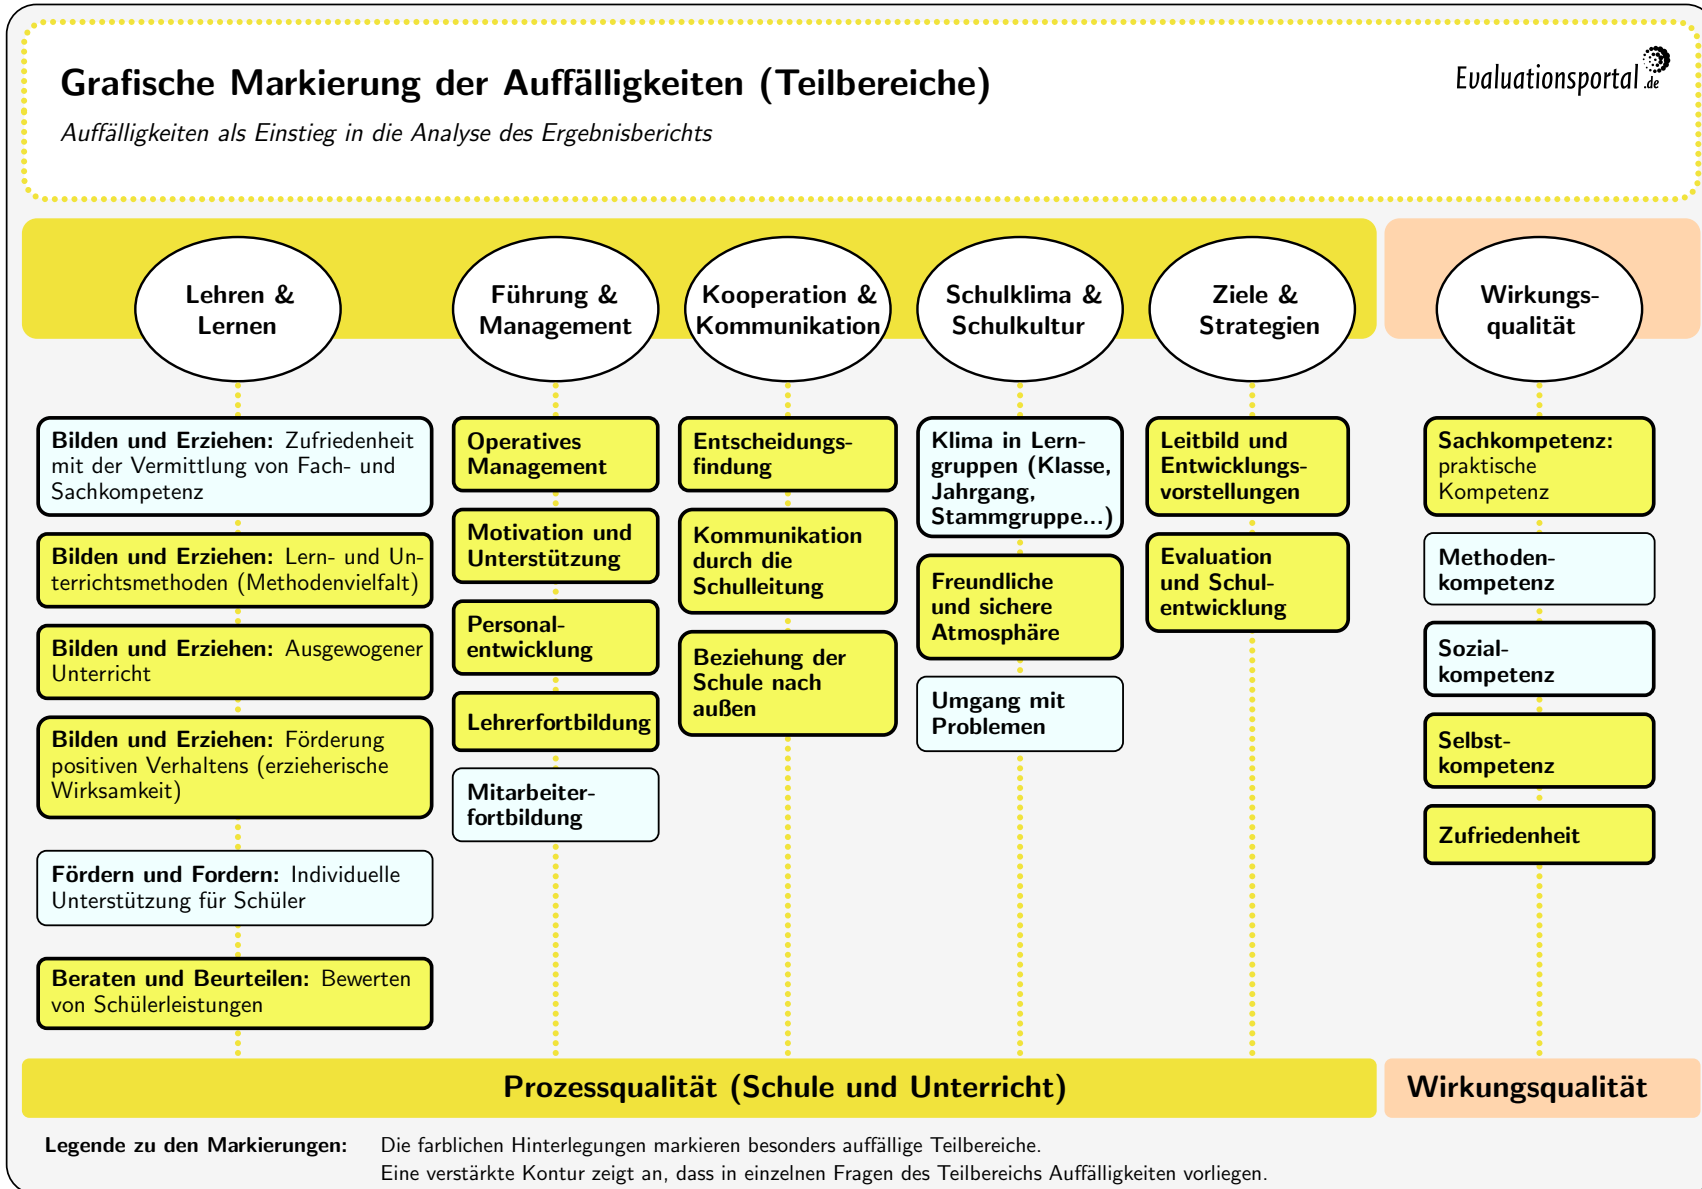 Grafische Markierung der Auffälligkeiten (Teilbereiche)
Auffälligkeiten als Einstieg in die Analyse des Ergebnisberichts
Evaluationsportal.de
Lehren &
Lernen
Führung &
Management
Kooperation &
Kommunikation
Schulklima &
Schulkultur
Ziele &
Strategien
Wirkungs-
qualität
Bilden und Erziehen: Zufriedenheit
mit der Vermittlung von Fach- und
Sachkompetenz
Bilden und Erziehen: Lern- und Un-
terrichtsmethoden (Methodenvielfalt)
Bilden und Erziehen: Ausgewogener
Unterricht
Bilden und Erziehen: Förderung
positiven Verhaltens (erzieherische
Wirksamkeit)
Fördern und Fordern: Individuelle
Unterstützung für Schüler
Beraten und Beurteilen: Bewerten
von Schülerleistungen
Operatives
Management
Motivation und
Unterstützung
Personal-
entwicklung
Lehrerfortbildung
Mitarbeiter-
fortbildung
Entscheidungs-
findung
Kommunikation
durch die
Schulleitung
Beziehung der
Schule nach
außen
Klima in Lern-
gruppen (Klasse,
Jahrgang,
Stammgruppe...)
Freundliche
und sichere
Atmosphäre
Umgang mit
Problemen
Leitbild und
Entwicklungs-
vorstellungen
Evaluation
und Schul-
entwicklung
Sachkompetenz:
praktische
Kompetenz
Methoden-
kompetenz
Sozial-
kompetenz
Selbst-
kompetenz
Zufriedenheit
Prozessqualität (Schule und Unterricht)
Wirkungsqualität
Legende zu den Markierungen: Die farblichen Hinterlegungen markieren besonders auffällige Teilbereiche.
Eine verstärkte Kontur zeigt an, dass in einzelnen Fragen des Teilbereichs Auffälligkeiten vorliegen.